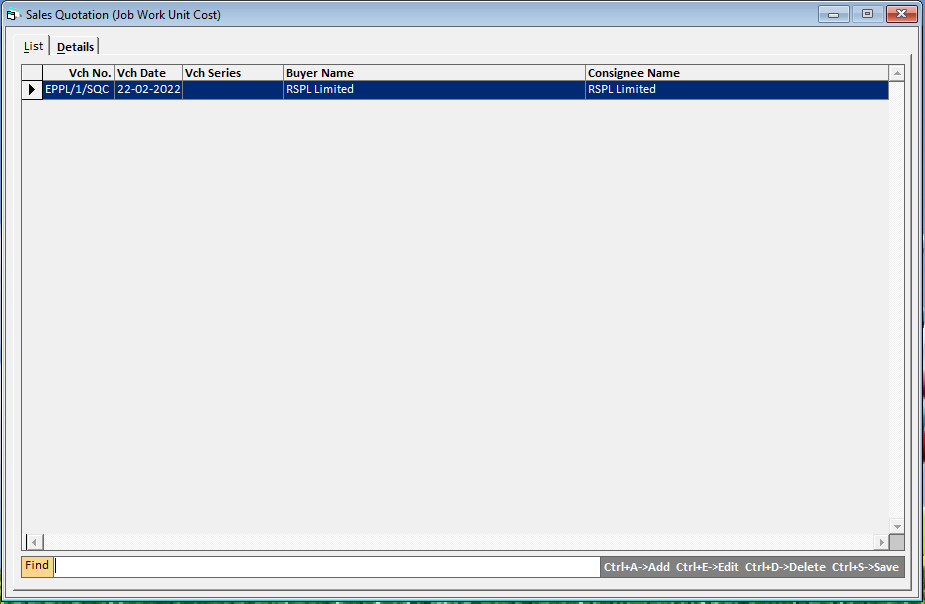 Sales Quotation (Job Work Unit Cost)
List Details
Vch No. Vch Date Vch Series Buyer Name Consignee Name
EPPL/1/SQC 22-02-2022 RSPL Limited RSPL Limited
Find Ctrl+A->Add Ctrl+E->Edit Ctrl+D->Delete Ctrl+S->Save